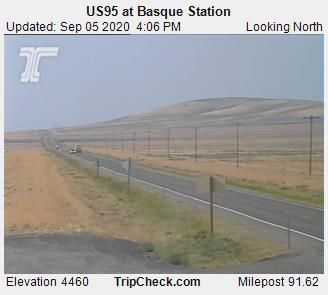 US95 at Basque Station
Updated: Sep 05 2020 4:06 PM Looking North
Elevation 4460 TripCheck.com Milepost 91.62